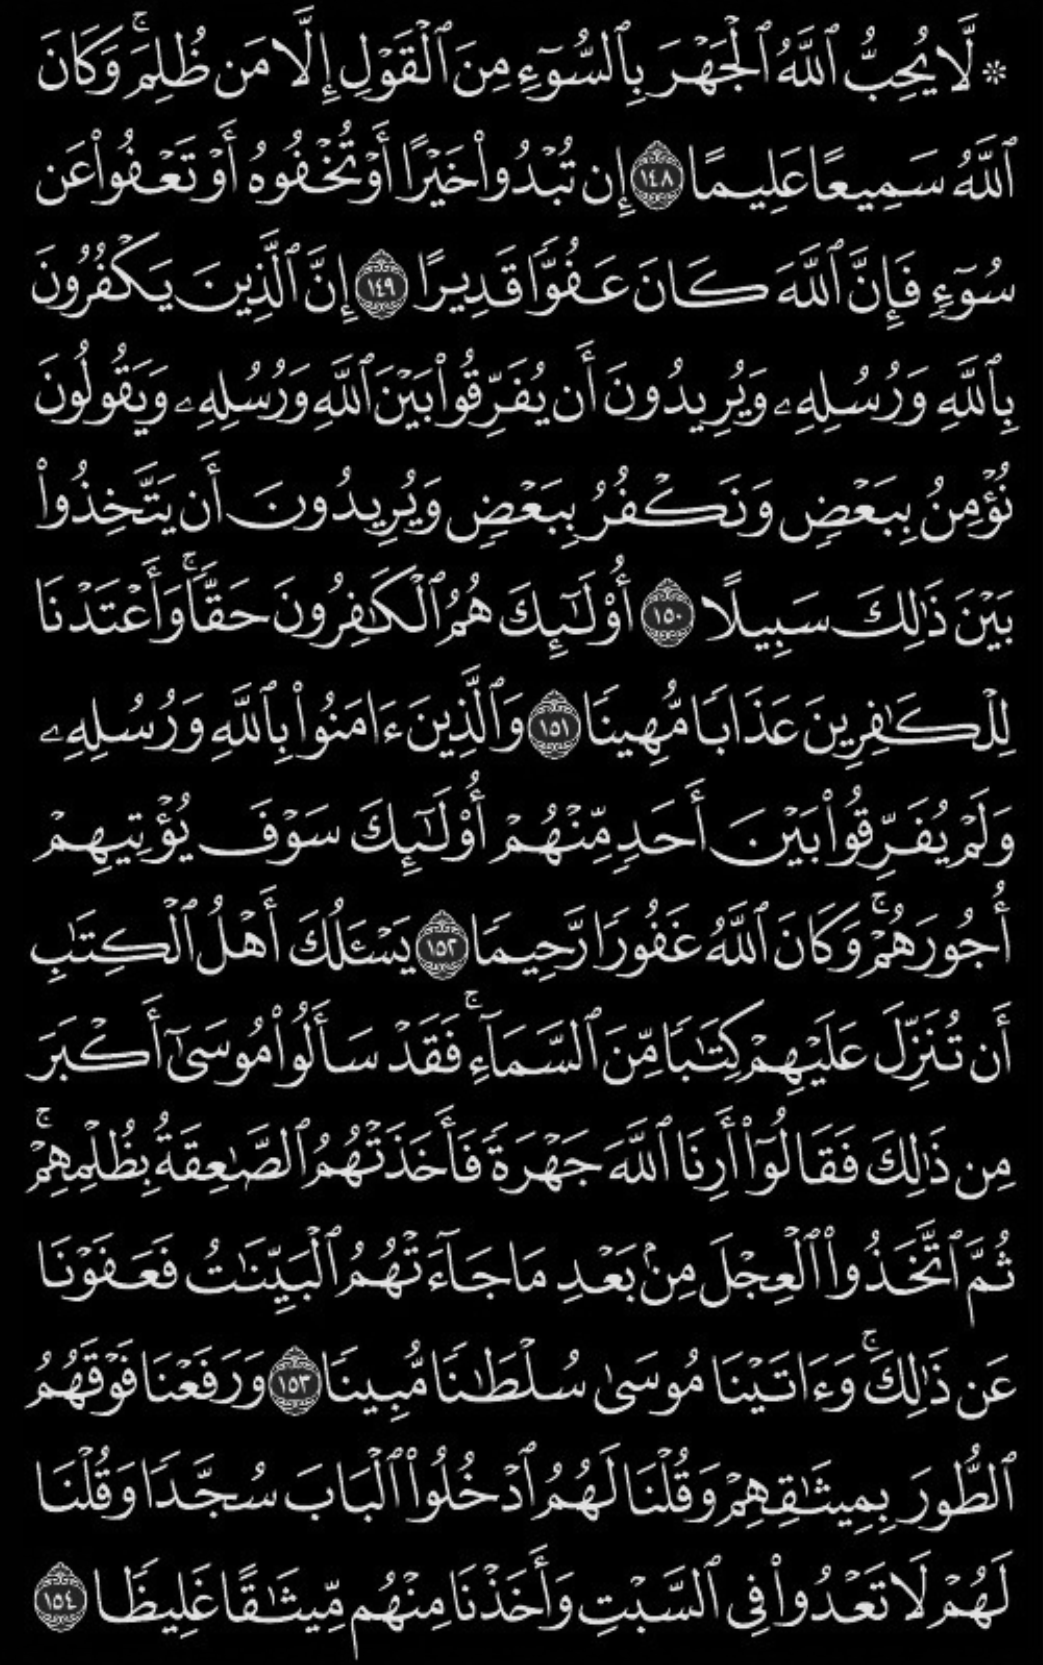 ۞ لَّا يُحِبُّ ٱللَّهُ ٱلْجَهْرَ بِٱلسُّوٓءِ مِنَ ٱلْقَوْلِ إِلَّا مَن ظُلِمَ ۚ وَكَانَ
ٱللَّهُ سَمِيعًا عَلِيمًا ١٤٨ إِن تُبْدُوا۟ خَيْرًا أَوْ تُخْفُوهُ أَوْ تَعْفُوا۟ عَن
سُوٓءٍ فَإِنَّ ٱللَّهَ كَانَ عَفُوًّا قَدِيرًا ١٤٩ إِنَّ ٱلَّذِينَ يَكْفُرُونَ
بِٱللَّهِ وَرُسُلِهِۦ وَيُرِيدُونَ أَن يُفَرِّقُوا۟ بَيْنَ ٱللَّهِ وَرُسُلِهِۦ وَيَقُولُونَ
نُؤْمِنُ بِبَعْضٍ وَنَكْفُرُ بِبَعْضٍ وَيُرِيدُونَ أَن يَتَّخِذُوا۟
بَيْنَ ذَٰلِكَ سَبِيلًا ١٥٠ أُو۟لَـٰٓئِكَ هُمُ ٱلْكَـٰفِرُونَ حَقًّا ۚ وَأَعْتَدْنَا
لِلْكَـٰفِرِينَ عَذَابًا مُّهِينًا ١٥١ وَٱلَّذِينَ ءَامَنُوا۟ بِٱللَّهِ وَرُسُلِهِۦ
وَلَمْ يُفَرِّقُوا۟ بَيْنَ أَحَدٍ مِّنْهُمْ أُو۟لَـٰٓئِكَ سَوْفَ يُؤْتِيهِمْ
أُجُورَهُمْ ۚ وَكَانَ ٱللَّهُ غَفُورًا رَّحِيمًا ١٥٢ يَسْـَٔلُكَ أَهْلُ ٱلْكِتَـٰبِ
أَن تُنَزِّلَ عَلَيْهِمْ كِتَـٰبًا مِّنَ ٱلسَّمَآءِ ۚ فَقَدْ سَأَلُوا۟ مُوسَىٰٓ أَكْبَرَ
مِن ذَٰلِكَ فَقَالُوٓا۟ أَرِنَا ٱللَّهَ جَهْرَةً فَأَخَذَتْهُمُ ٱلصَّـٰعِقَةُ بِظُلْمِهِمْ ۚ
ثُمَّ ٱتَّخَذُوا۟ ٱلْعِجْلَ مِنۢ بَعْدِ مَا جَآءَتْهُمُ ٱلْبَيِّنَـٰتُ فَعَفَوْنَا
عَن ذَٰلِكَ ۚ وَءَاتَيْنَا مُوسَىٰ سُلْطَـٰنًا مُّبِينًا ١٥٣ وَرَفَعْنَا فَوْقَهُمُ
ٱلطُّورَ بِمِيثَـٰقِهِمْ وَقُلْنَا لَهُمُ ٱدْخُلُوا۟ ٱلْبَابَ سُجَّدًا وَقُلْنَا
لَهُمْ لَا تَعْدُوا۟ فِى ٱلسَّبْتِ وَأَخَذْنَا مِنْهُم مِّيثَـٰقًا غَلِيظًا ١٥٤